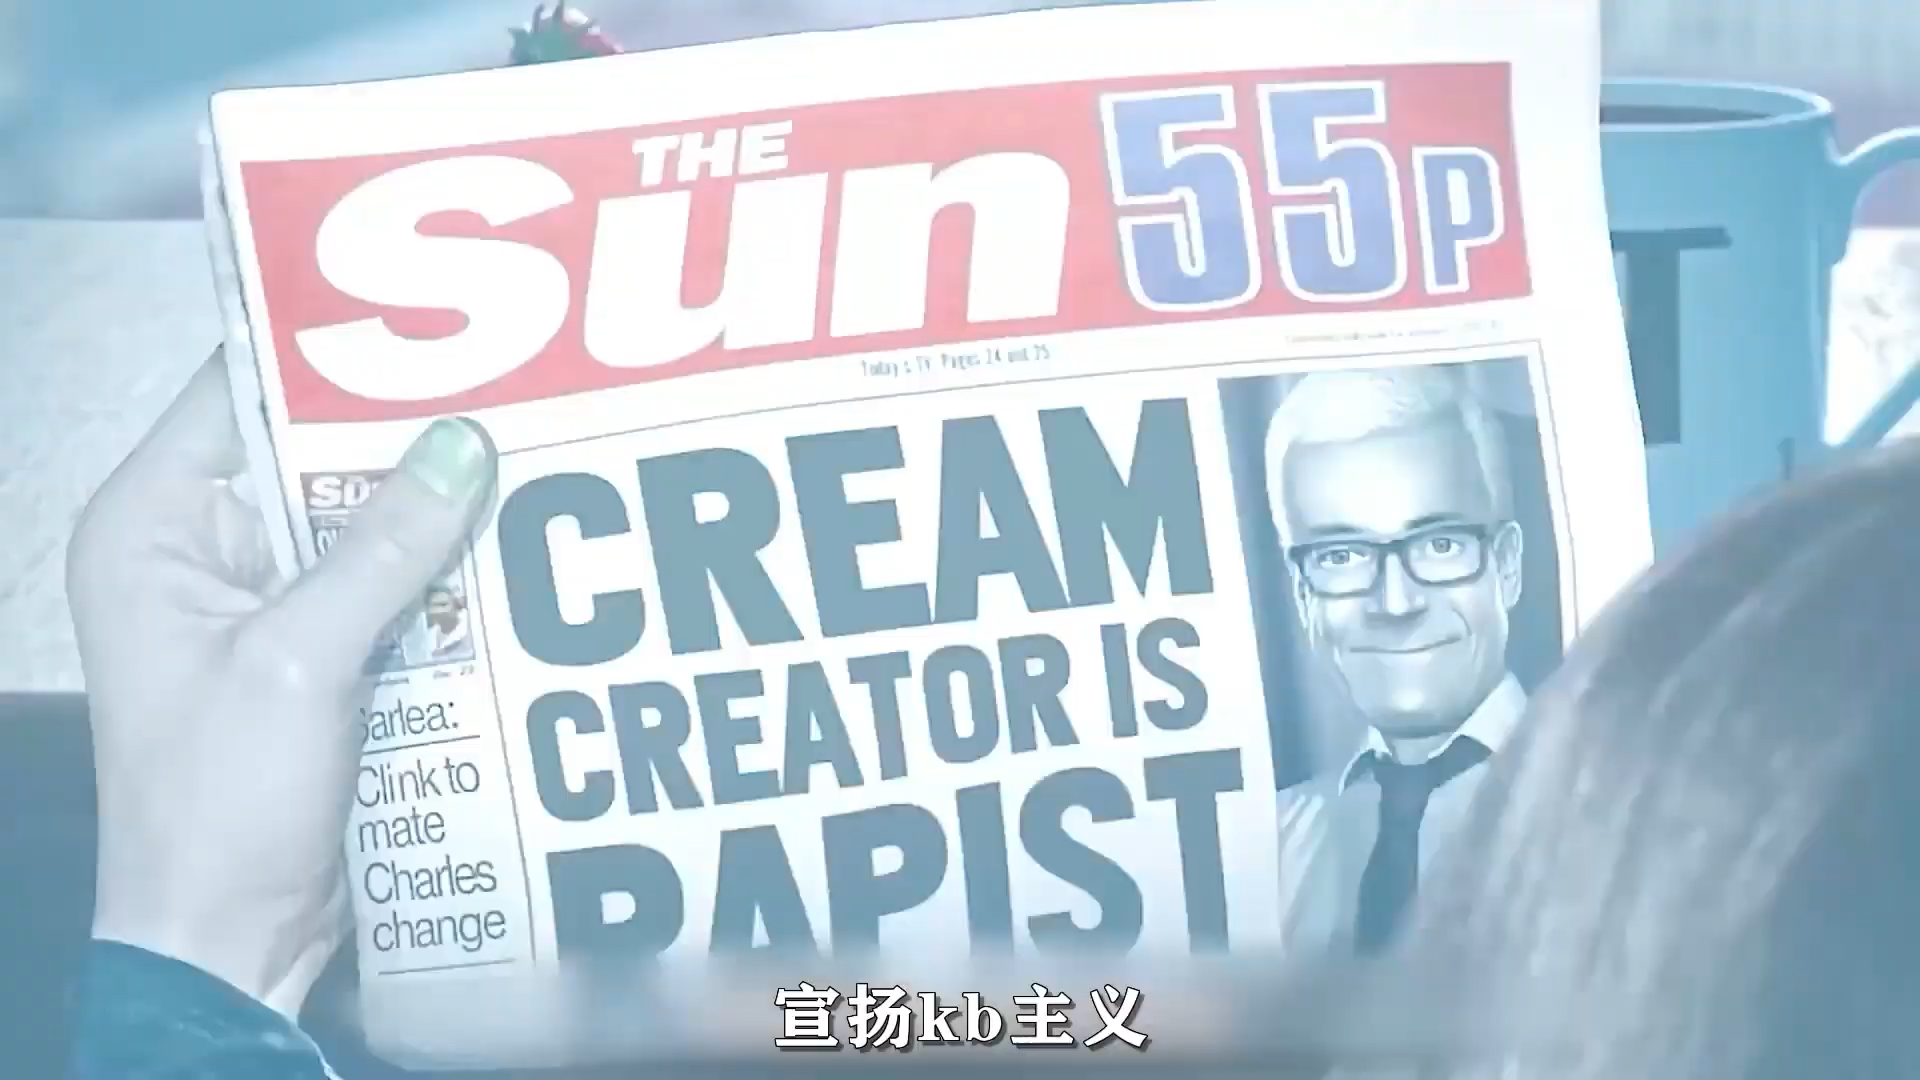 THE
Sun
55p
Today's TV: Pages 24 and 25
CREAM
CREATOR IS
RAPIST
Clink to
mate
Charles
change
宣扬kb主义